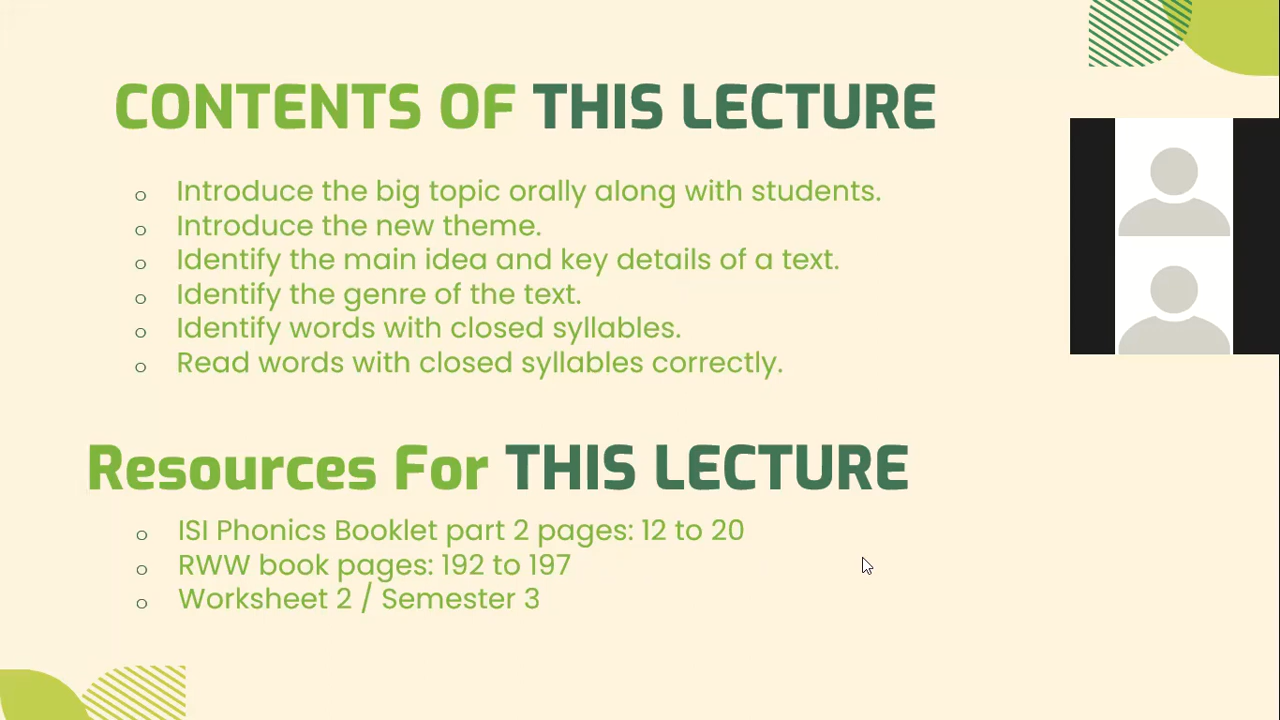 CONTENTS OF THIS LECTURE
Introduce the big topic orally along with students.
Introduce the new theme.
Identify the main idea and key details of a text.
Identify the genre of the text.
Identify words with closed syllables.
Read words with closed syllables correctly.
Resources For THIS LECTURE
ISI Phonics Booklet part 2 pages: 12 to 20
RWW book pages: 192 to 197
Worksheet 2 / Semester 3